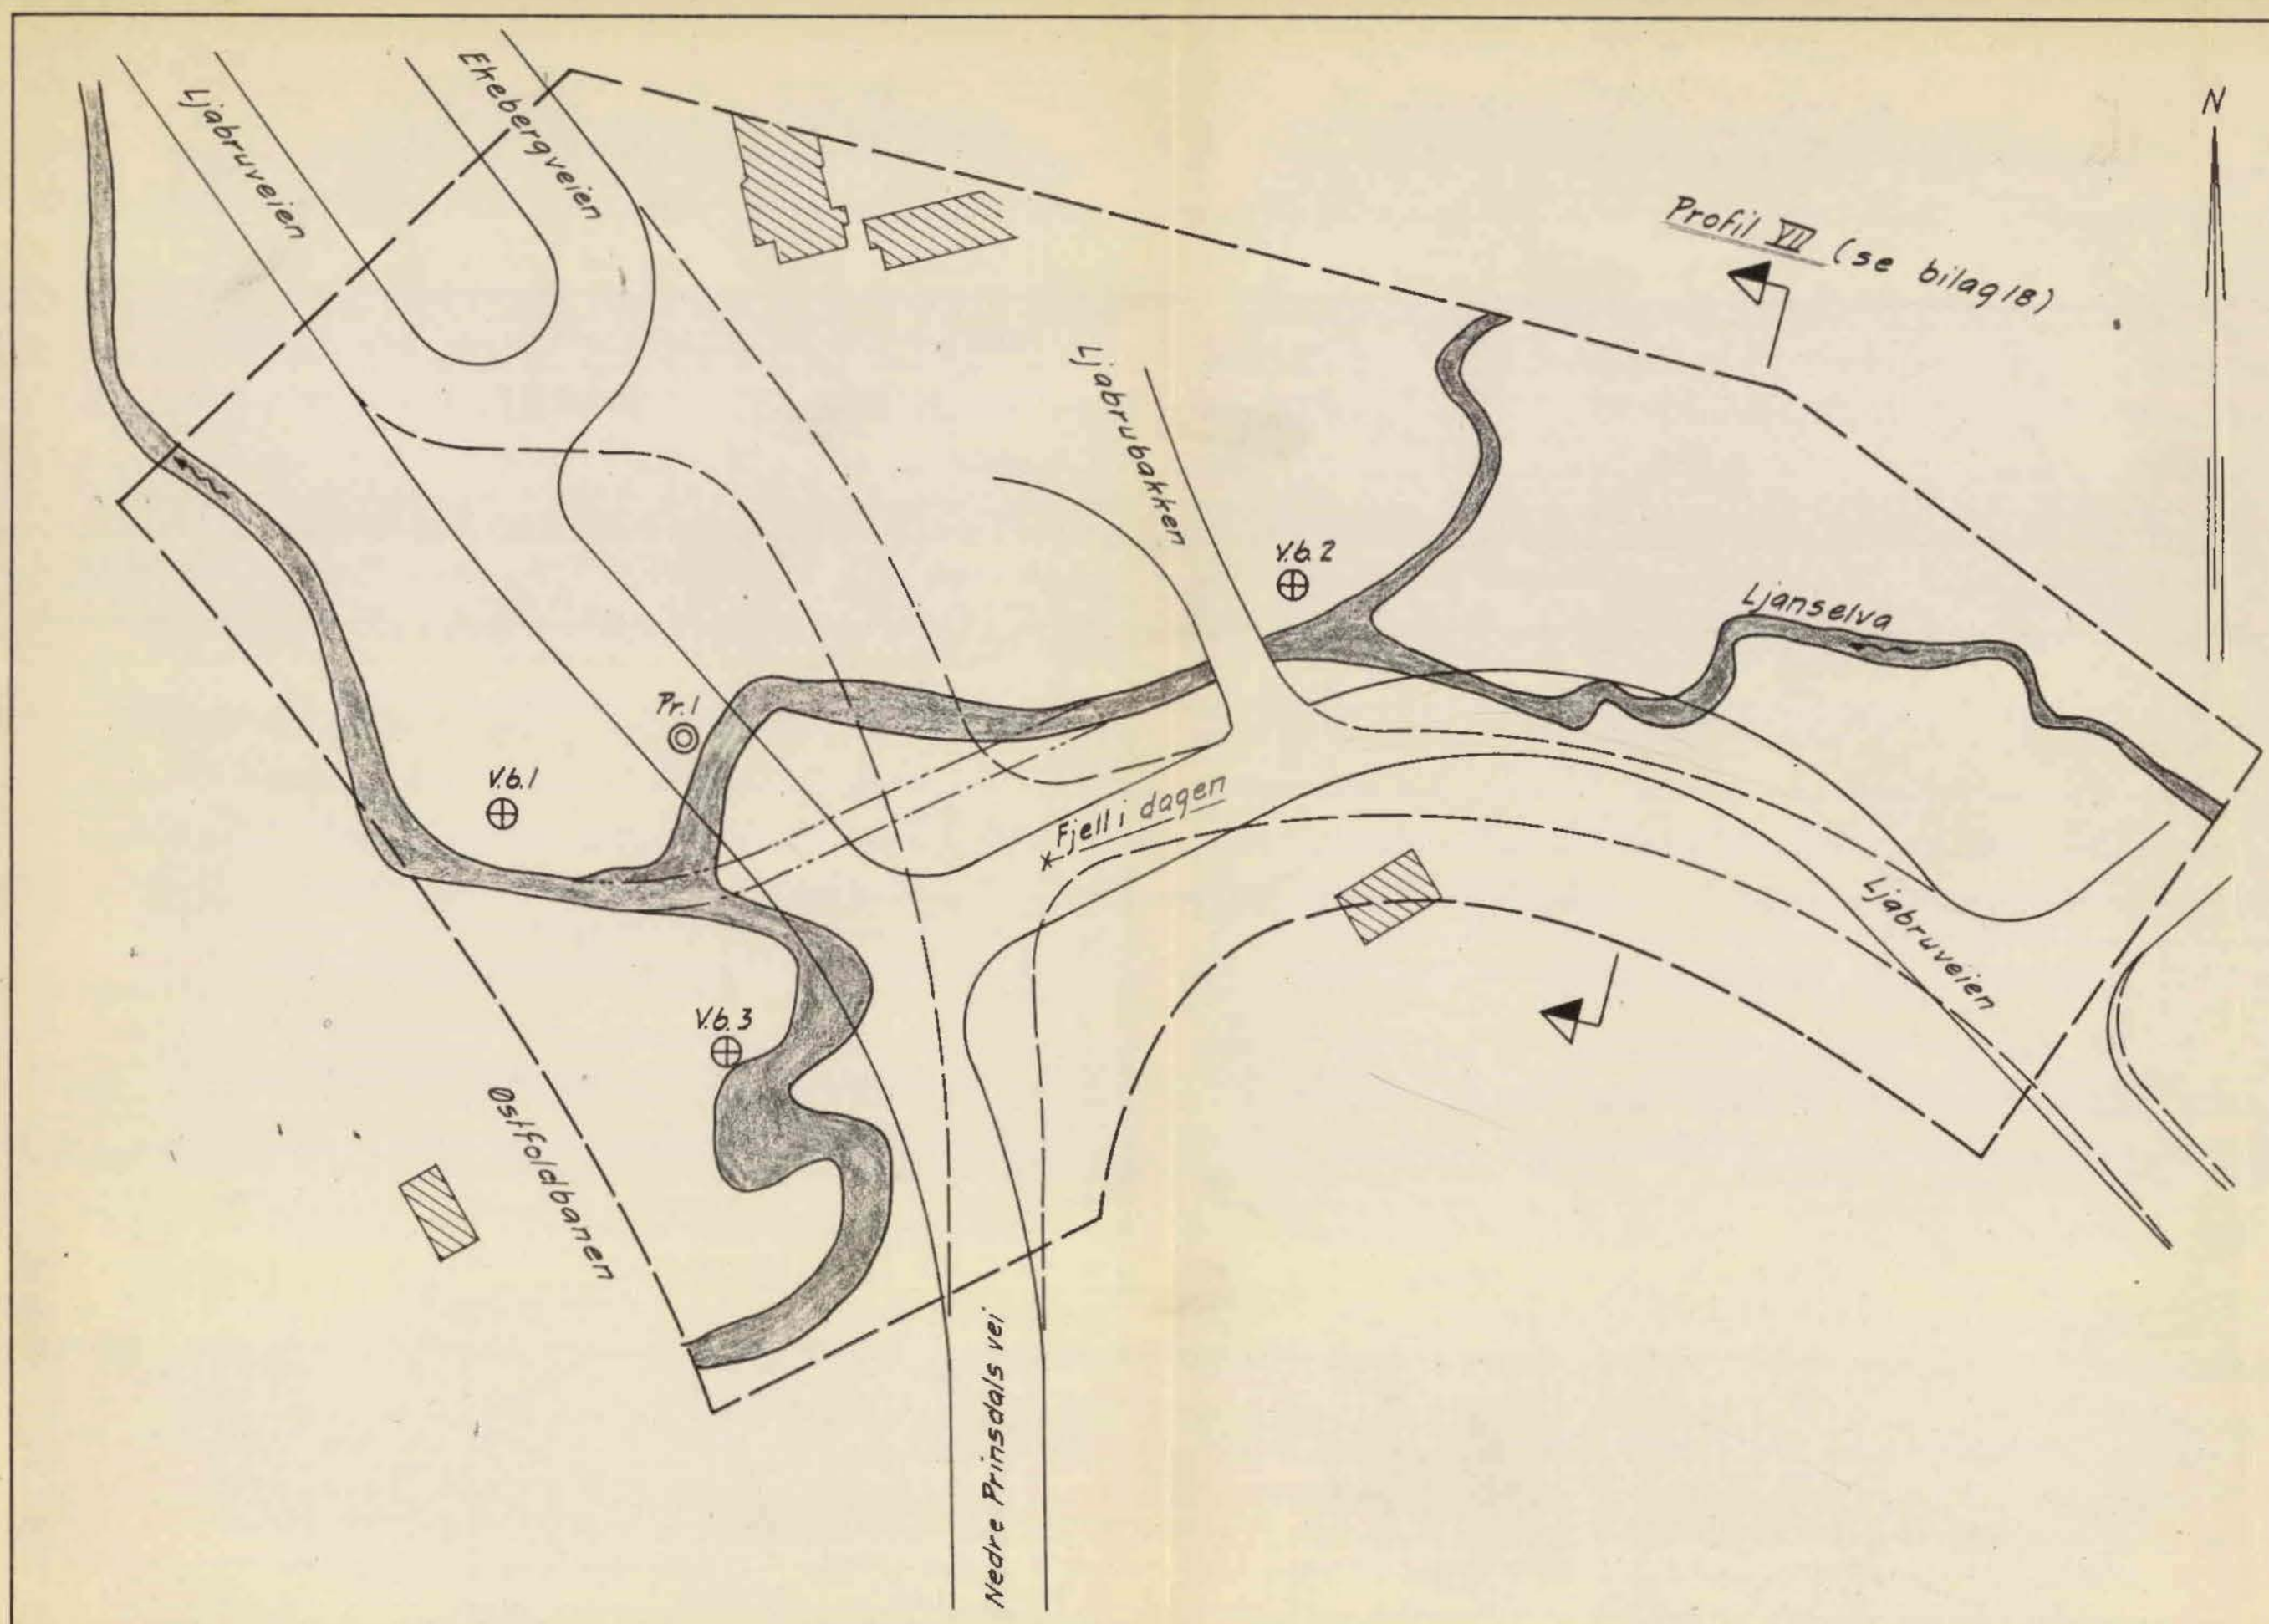 Ljabruveien
Ekebergveien
N
Profil VII (se bilag 18)
Ljabrubakken
V.b. 2
Ljanselva
Pr. 1
V.b. 1
Fjell i dagen
Ljabruveien
V.b. 3
Østfoldbanen
Nedre Prinsdals vei